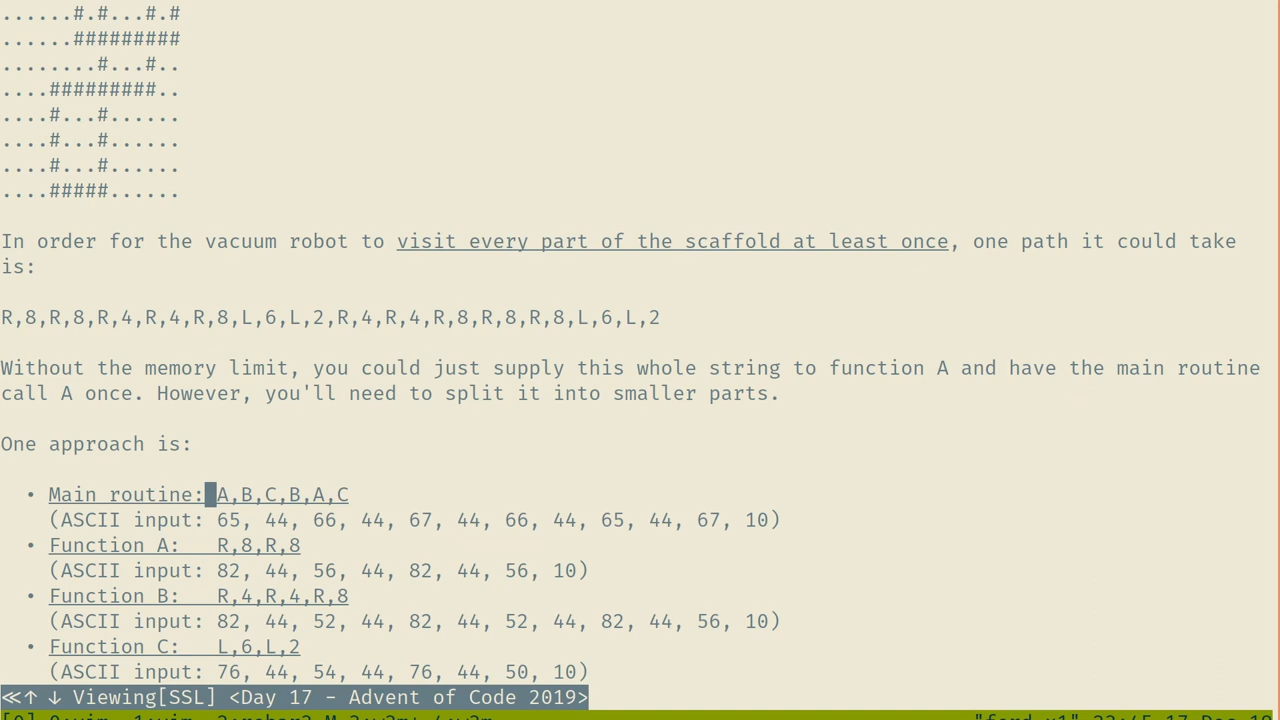 ......#.#...#.#
......#########
........#...#..
....#########..
....#...#......
....#...#......
....#...#......
....#####......
In order for the vacuum robot to visit every part of the scaffold at least once, one path it could take
is:
R,8,R,8,R,4,R,4,R,8,L,6,L,2,R,4,R,4,R,8,R,8,R,8,L,6,L,2
Without the memory limit, you could just supply this whole string to function A and have the main routine
call A once. However, you'll need to split it into smaller parts.
One approach is:
• Main routine: A,B,C,B,A,C
(ASCII input: 65, 44, 66, 44, 67, 44, 66, 44, 65, 44, 67, 10)
• Function A:   R,8,R,8
(ASCII input: 82, 44, 56, 44, 82, 44, 56, 10)
• Function B:   R,4,R,4,R,8
(ASCII input: 82, 44, 52, 44, 82, 44, 52, 44, 82, 44, 56, 10)
• Function C:   L,6,L,2
(ASCII input: 76, 44, 54, 44, 76, 44, 50, 10)
≪↑ ↓ Viewing[SSL] <Day 17 - Advent of Code 2019>